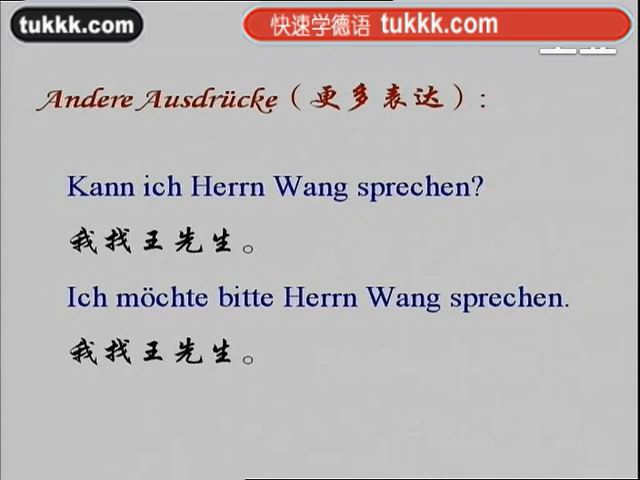 tukkk.com
快速学德语 tukkk.com
Andere Ausdrücke（更多表达）:
Kann ich Herrn Wang sprechen?
我找王先生。
Ich möchte bitte Herrn Wang sprechen.
我找王先生。